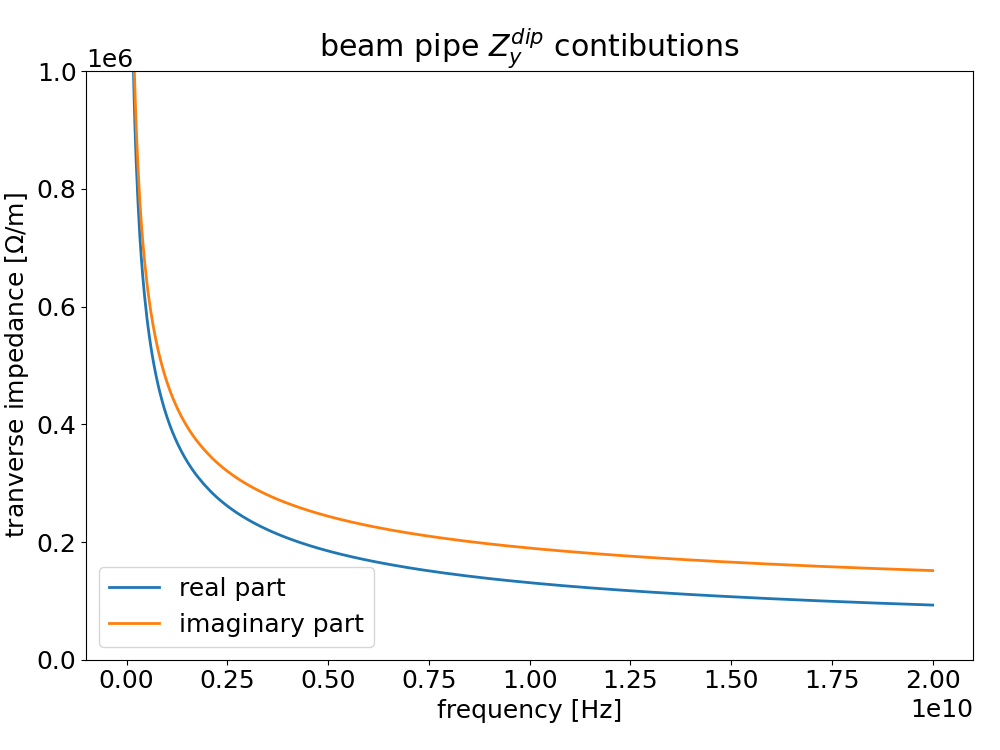 beam pipe $Z_y^{dip}$ contibutions
1e6
1.0
0.8
0.6
0.4
0.2
0.0
tranverse impedance [Ω/m]
real part
imaginary part
0.00 0.25 0.50 0.75 1.00 1.25 1.50 1.75 2.00
1e10
frequency [Hz]